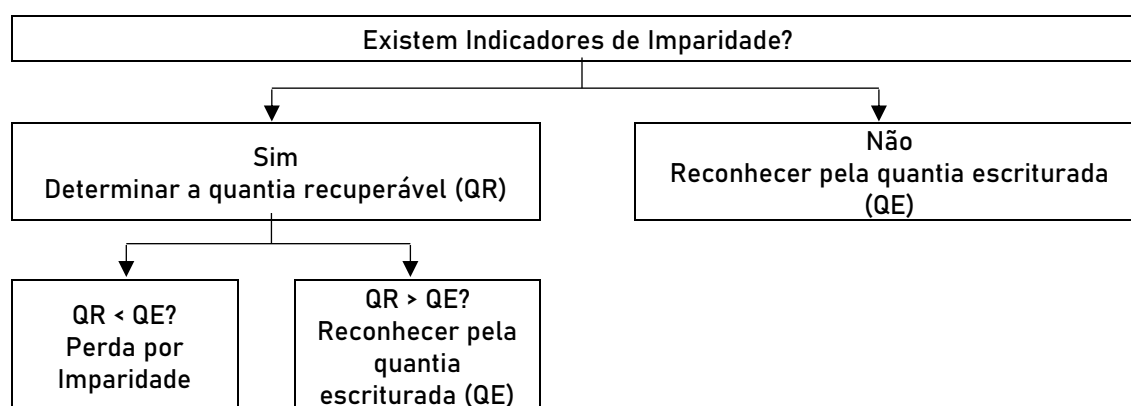 Existem Indicadores de Imparidade?
Sim
Determinar a quantia recuperável (QR)
Não
Reconhecer pela quantia escriturada
(QE)
QR < QE?
Perda por
Imparidade
QR > QE?
Reconhecer pela
quantia
escriturada (QE)